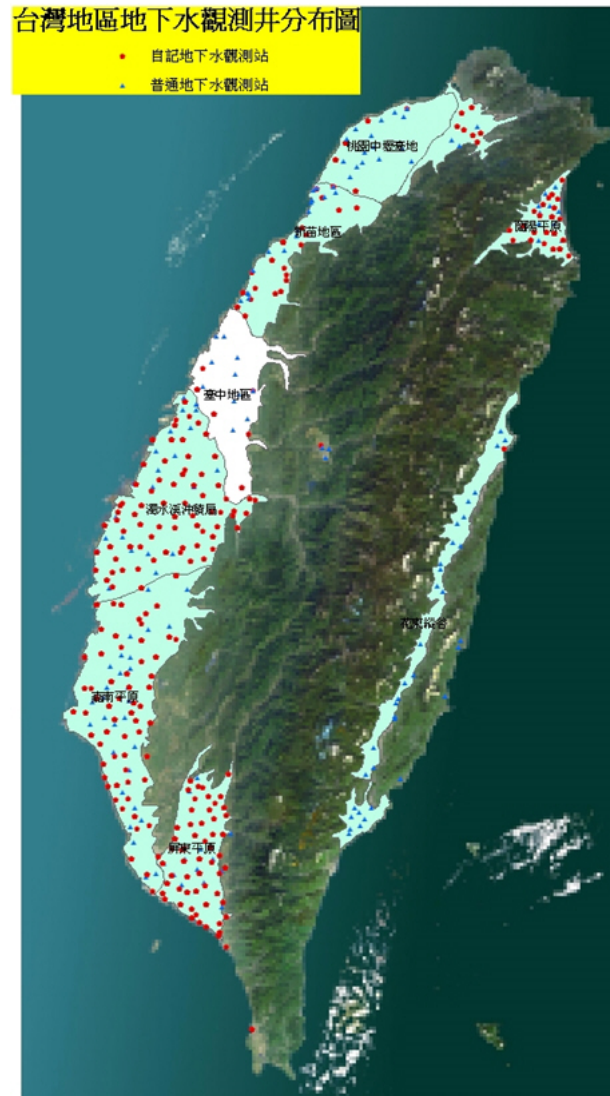 台灣地區地下水觀測井分布圖
自記地下水觀測站
普通地下水觀測站
桃園中壢臺地
新苗地區
蘭陽平原
臺中地區
濁水溪沖積扇
花東縱谷
嘉南平原
屏東平原